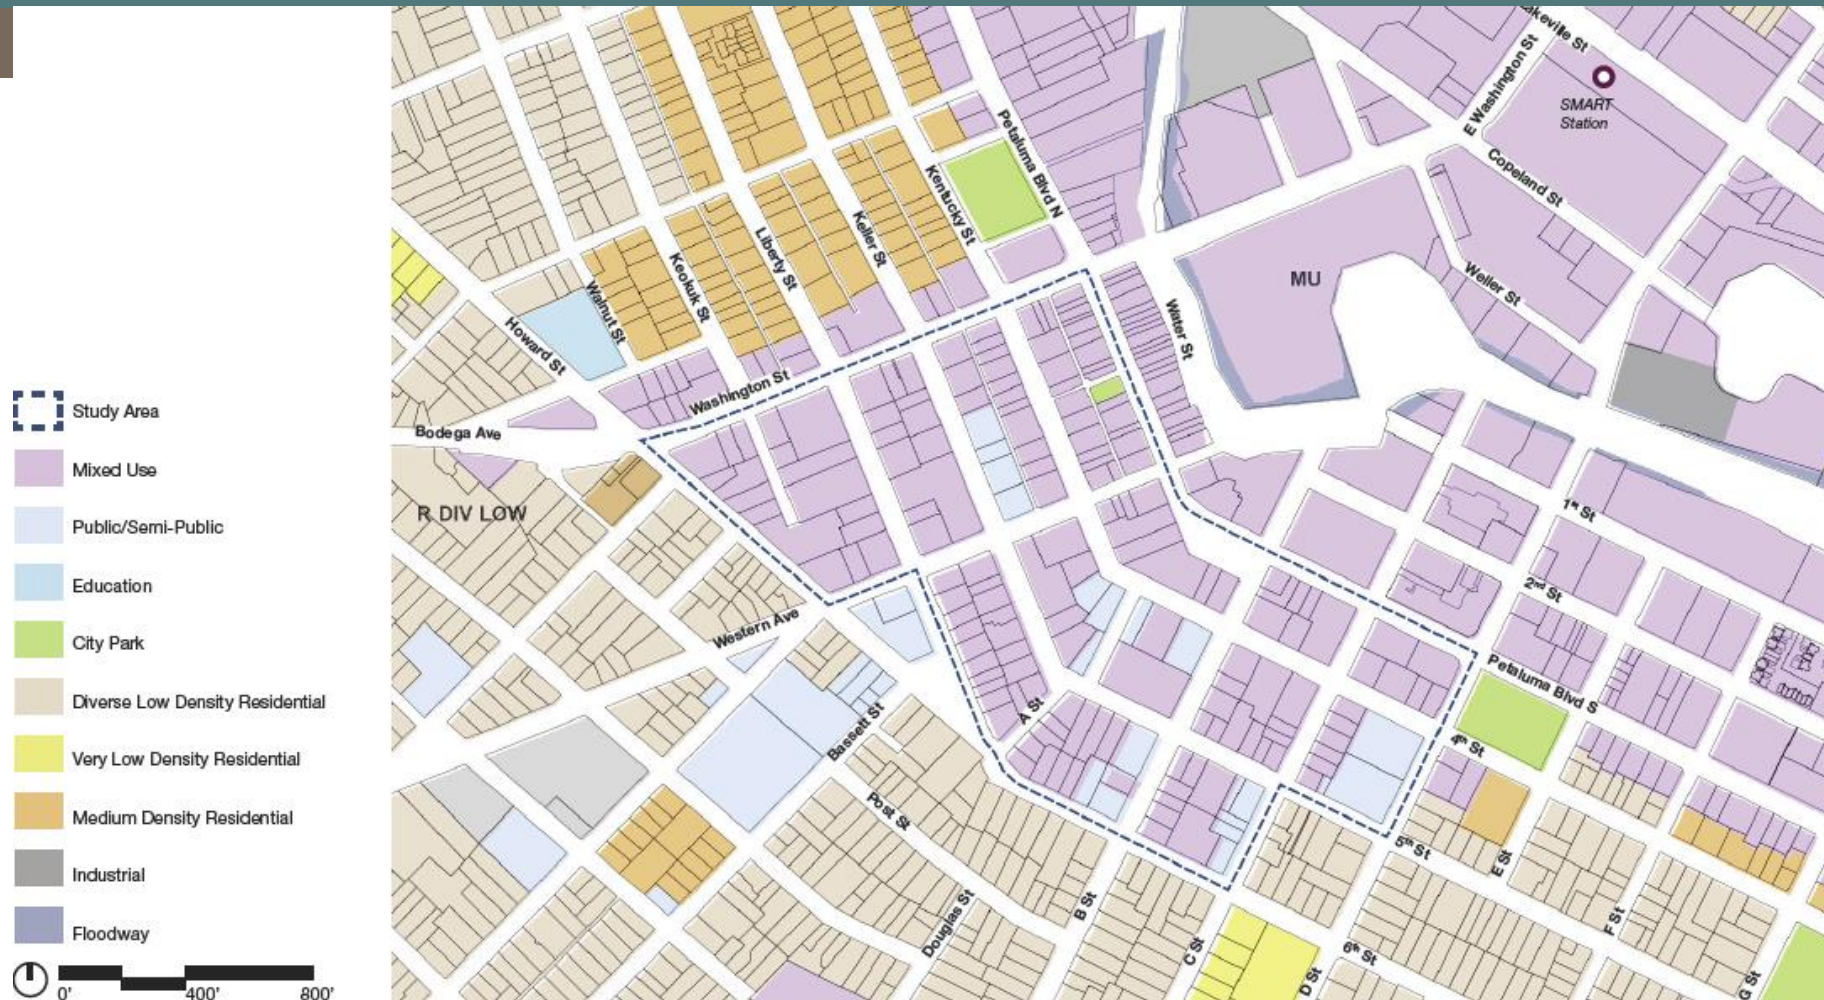 Study Area
Mixed Use
Public/Semi-Public
Education
City Park
Diverse Low Density Residential
Very Low Density Residential
Medium Density Residential
Industrial
Floodway
0' 400' 800'
Lakeville St
E Washington St
SMART
Station
Copeland St
Petaluma Blvd N
Kentucky St
Keller St
Liberty St
Keokuk St
Walnut St
Howard St
Weller St
MU
Water St
Washington St
Bodega Ave
R DIV LOW
1st St
2nd St
Western Ave
Petaluma Blvd S
A St
Bassett St
4th St
Post St
5th St
E St
Douglas St
B St
F St
C St
6th St
D St
G St